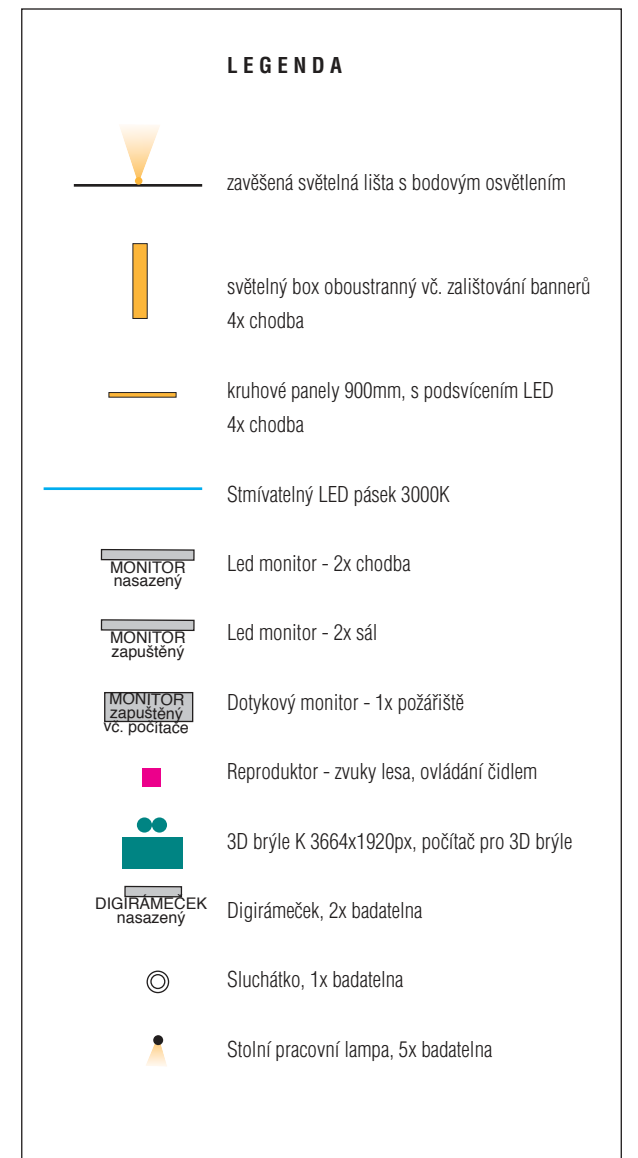 LEGENDA
zavěšená světelná lišta s bodovým osvětlením
světelný box oboustranný vč. zalištování bannerů
4x chodba
kruhové panely 900mm, s podsvícením LED
4x chodba
Stmívatelný LED pásek 3000K
MONITOR
nasazený
Led monitor - 2x chodba
MONITOR
zapuštěný
Led monitor - 2x sál
MONITOR
zapuštěný
vč. počítače
Dotykový monitor - 1x požářiště
Reproduktor - zvuky lesa, ovládání čidlem
3D brýle K 3664x1920px, počítač pro 3D brýle
DIGIRÁMEČEK
nasazený
Digirámeček, 2x badatelna
Sluchátko, 1x badatelna
Stolní pracovní lampa, 5x badatelna